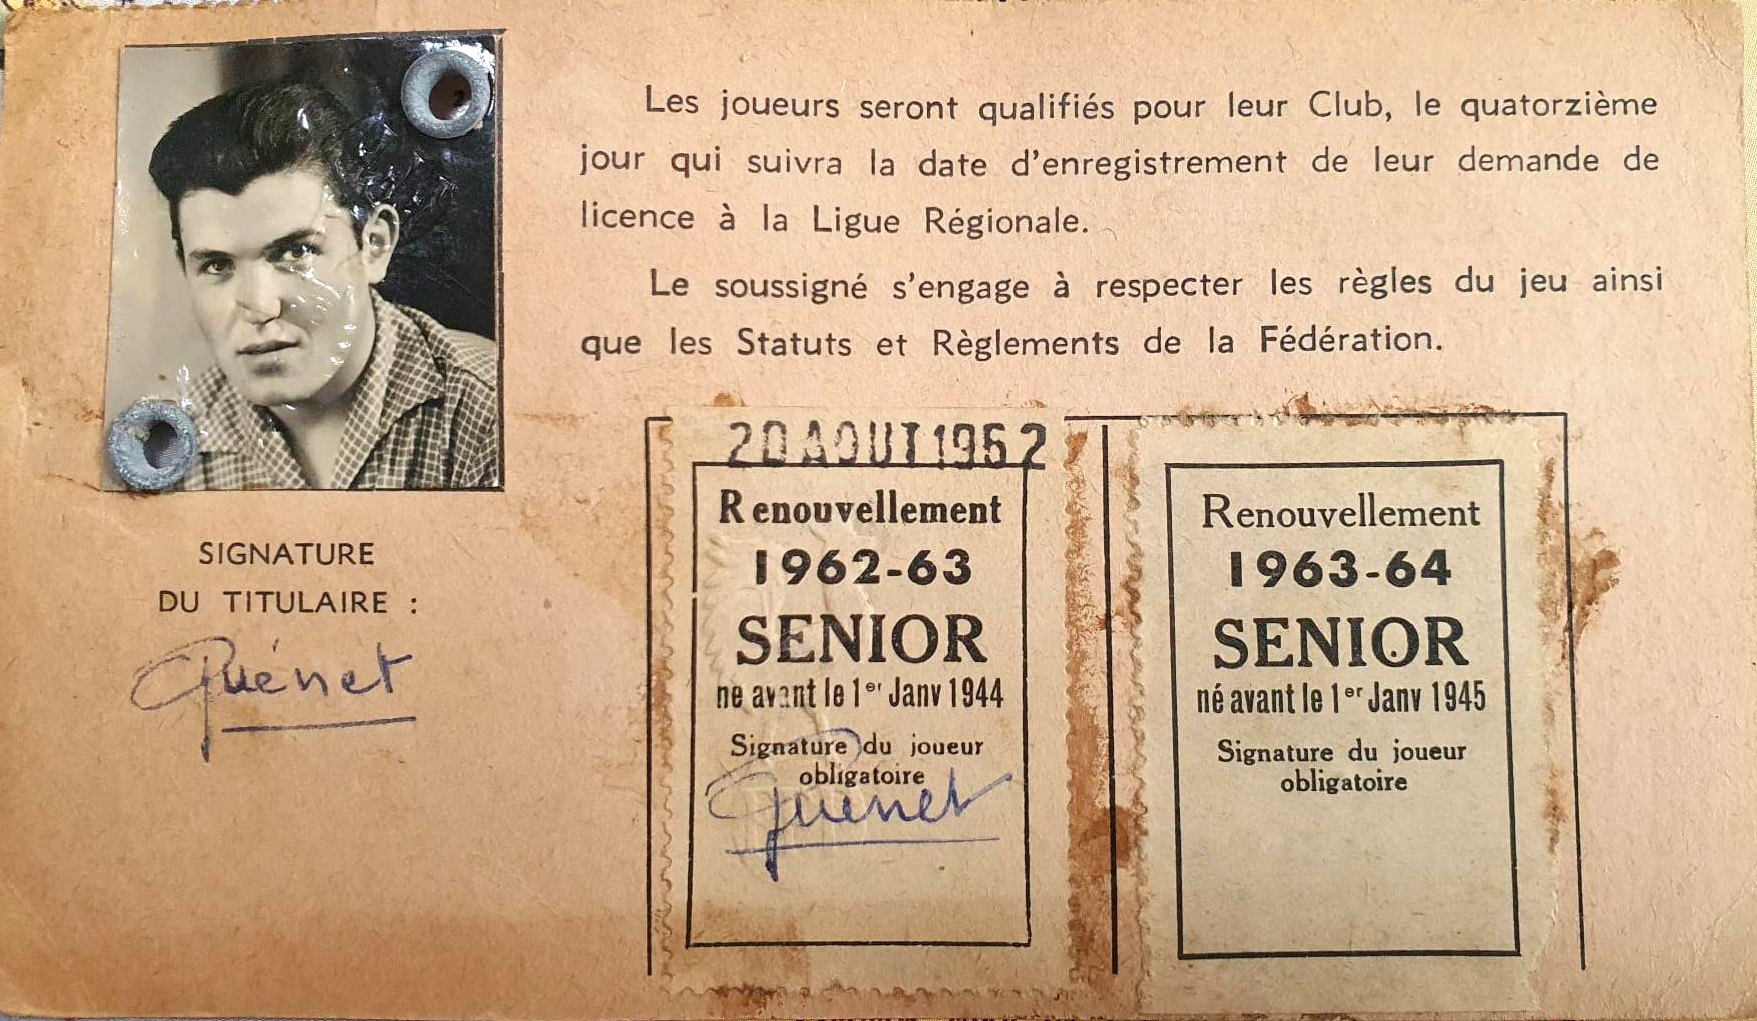 Les joueurs seront qualifiés pour leur Club, le quatorzième
jour qui suivra la date d'enregistrement de leur demande de
licence à la Ligue Régionale.
Le soussigné s'engage à respecter les règles du jeu ainsi
que les Statuts et Règlements de la Fédération.
SIGNATURE
DU TITULAIRE :
Quénet
20 AOUT 1962
Renouvellement
1962-63
SENIOR
né avant le 1er Janv 1944
Signature du joueur
obligatoire
Quénet
Renouvellement
1963-64
SENIOR
né avant le 1er Janv 1945
Signature du joueur
obligatoire